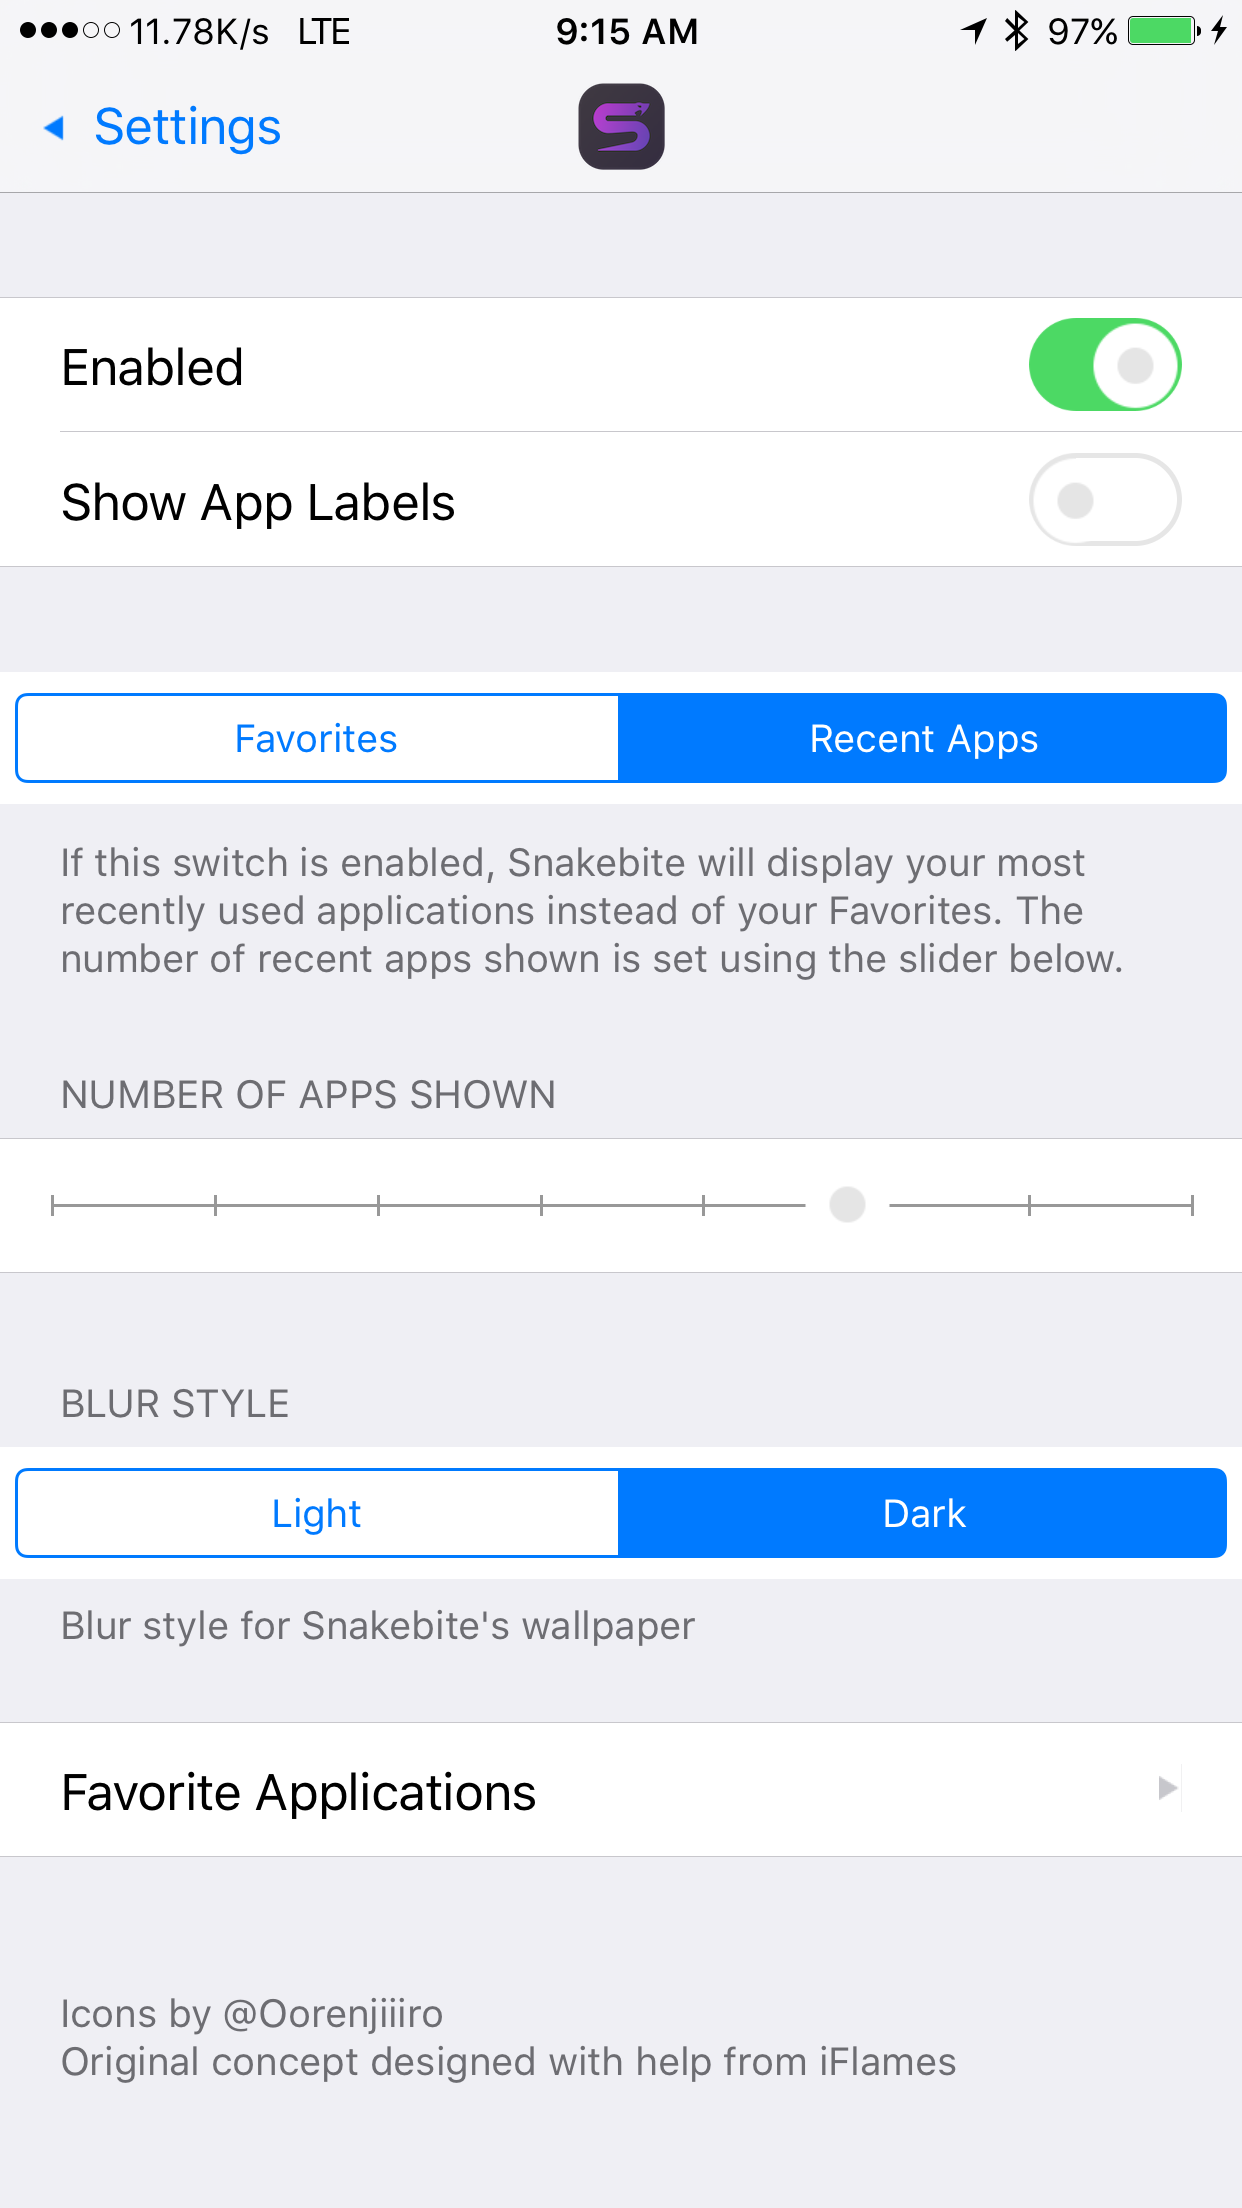 11.78K/s LTE 9:15 AM 97%
Settings
Enabled
Show App Labels
Favorites Recent Apps
If this switch is enabled, Snakebite will display your most
recently used applications instead of your Favorites. The
number of recent apps shown is set using the slider below.
NUMBER OF APPS SHOWN
BLUR STYLE
Light Dark
Blur style for Snakebite's wallpaper
Favorite Applications
Icons by @Oorenjiiiro
Original concept designed with help from iFlames